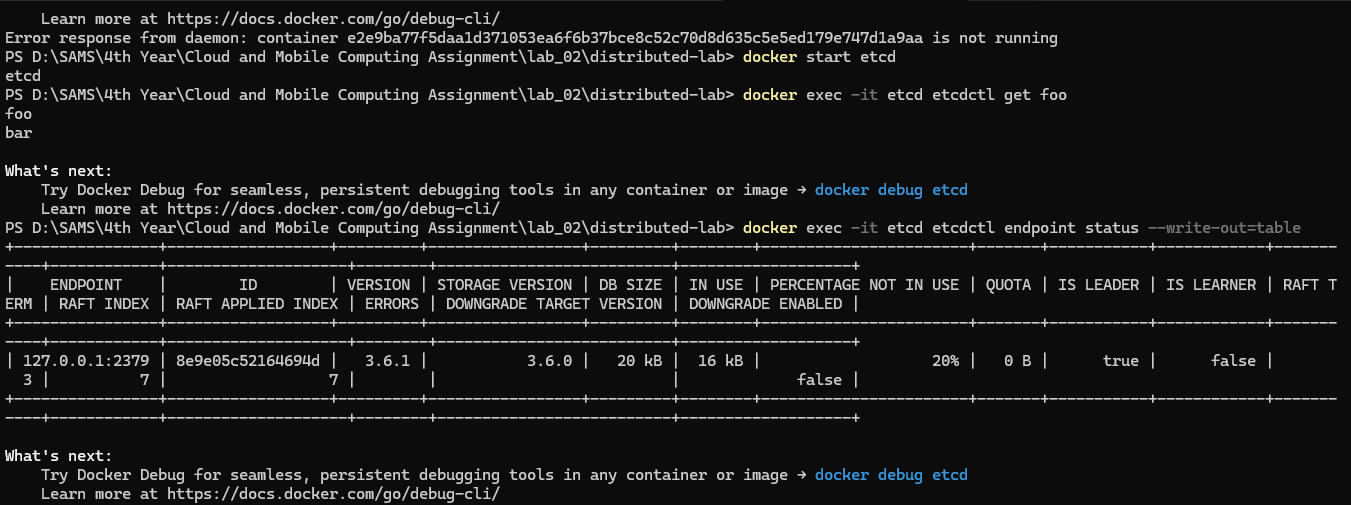 Learn more at https://docs.docker.com/go/debug-cli/
Error response from daemon: container e2e9ba77f5daa1d371053ea6f6b37bce8c52c70d8d635c5e5ed179e747d1a9aa is not running
PS D:\SAMS\4th Year\Cloud and Mobile Computing Assignment\lab_02\distributed-lab> docker start etcd
etcd
PS D:\SAMS\4th Year\Cloud and Mobile Computing Assignment\lab_02\distributed-lab> docker exec -it etcd etcdctl get foo
foo
bar

What's next:
    Try Docker Debug for seamless, persistent debugging tools in any container or image → docker debug etcd
    Learn more at https://docs.docker.com/go/debug-cli/
PS D:\SAMS\4th Year\Cloud and Mobile Computing Assignment\lab_02\distributed-lab> docker exec -it etcd etcdctl endpoint status --write-out=table
+----------------+------------------+---------+-----------------+---------+--------+-----------------------+-------+-----------+------------+-------
----+------------+--------------------+--------+--------------------------+-------------------+
|    ENDPOINT    |        ID        | VERSION | STORAGE VERSION | DB SIZE | IN USE | PERCENTAGE NOT IN USE | QUOTA | IS LEADER | IS LEARNER | RAFT T
ERM | RAFT INDEX | RAFT APPLIED INDEX | ERRORS | DOWNGRADE TARGET VERSION | DOWNGRADE ENABLED |
+----------------+------------------+---------+-----------------+---------+--------+-----------------------+-------+-----------+------------+-------
----+------------+--------------------+--------+--------------------------+-------------------+
| 127.0.0.1:2379 | 8e9e05c52164694d |   3.6.1 |           3.6.0 |   20 kB |  16 kB |                   20% |   0 B |      true |      false |
  3 |          7 |                  7 |        |                          |             false |
+----------------+------------------+---------+-----------------+---------+--------+-----------------------+-------+-----------+------------+-------
----+------------+--------------------+--------+--------------------------+-------------------+

What's next:
    Try Docker Debug for seamless, persistent debugging tools in any container or image → docker debug etcd
    Learn more at https://docs.docker.com/go/debug-cli/